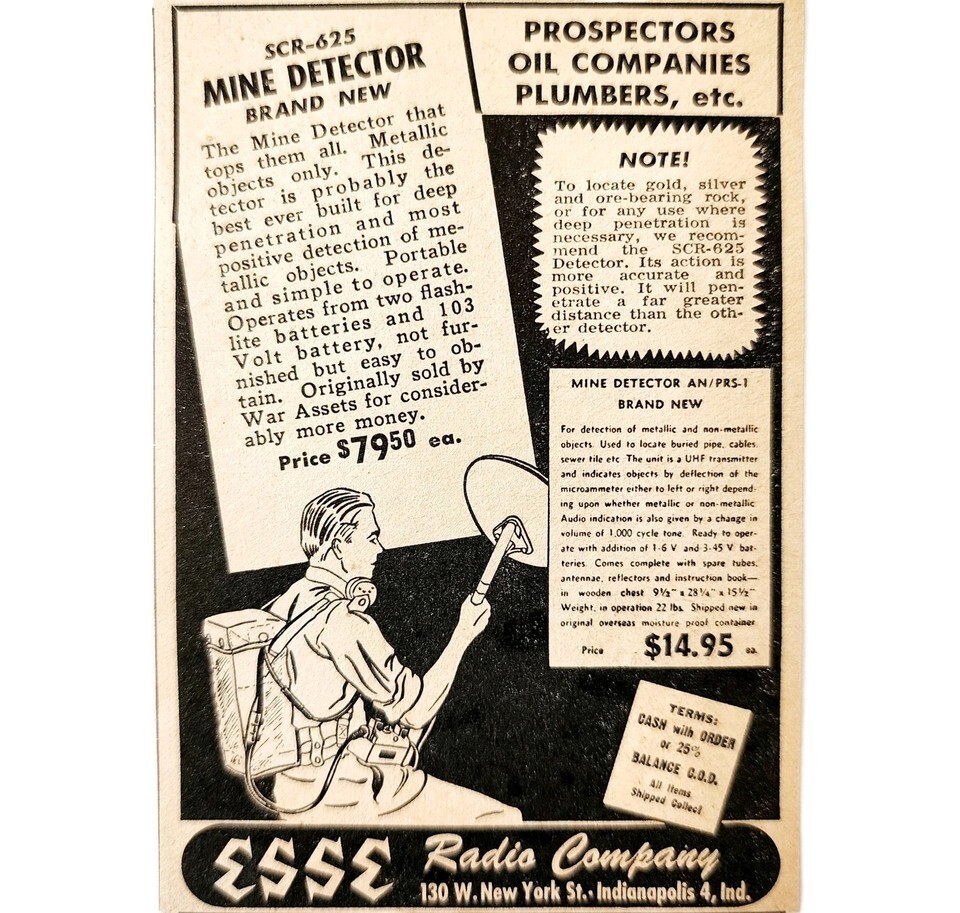 SCR-625
MINE DETECTOR
BRAND NEW
The Mine Detector that
tops them all. Metallic
objects only. This de-
tector is probably the
best ever built for deep
penetration and most
positive detection of me-
tallic objects. Portable
and simple to operate.
Operates from two flash-
lite batteries and 103
Volt battery, not fur-
nished but easy to ob-
tain. Originally sold by
War Assets for consider-
ably more money.
Price $7950 ea.
PROSPECTORS
OIL COMPANIES
PLUMBERS, etc.
NOTE!
To locate gold, silver
and ore-bearing rock,
or for any use where
deep penetration is
necessary, we recom-
mend the SCR-625
Detector. Its action is
more accurate and
positive. It will pen-
etrate a far greater
distance than the oth-
er detector.
MINE DETECTOR AN/PRS-1
BRAND NEW
For detection of metallic and non-metallic
objects. Used to locate buried pipe, cables,
sewer tile etc. The unit is a UHF transmitter
and indicates objects by deflection of the
microammeter either to left or right depend-
ing upon whether metallic or non-metallic
Audio indication is also given by a change in
volume of 1,000 cycle tone. Ready to oper-
ate with addition of 1-6 V and 3-45 V bat-
teries. Comes complete with spare tubes,
antennae, reflectors and instruction book—
in wooden chest 9½" x 28¼" x 15½"
Weight, in operation 22 lbs. Shipped new in
original overseas moisture proof container
Price $14.95 ea.
TERMS:
CASH with ORDER
or 25%
BALANCE C.O.D.
All Items
Shipped Collect
ESSE Radio Company
130 W. New York St. · Indianapolis 4, Ind.